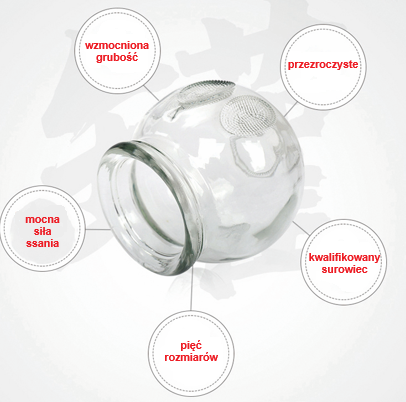 wzmocniona
grubość
przezroczyste
mocna
siła
ssania
kwalifikowany
surowiec
pięć
rozmiarów